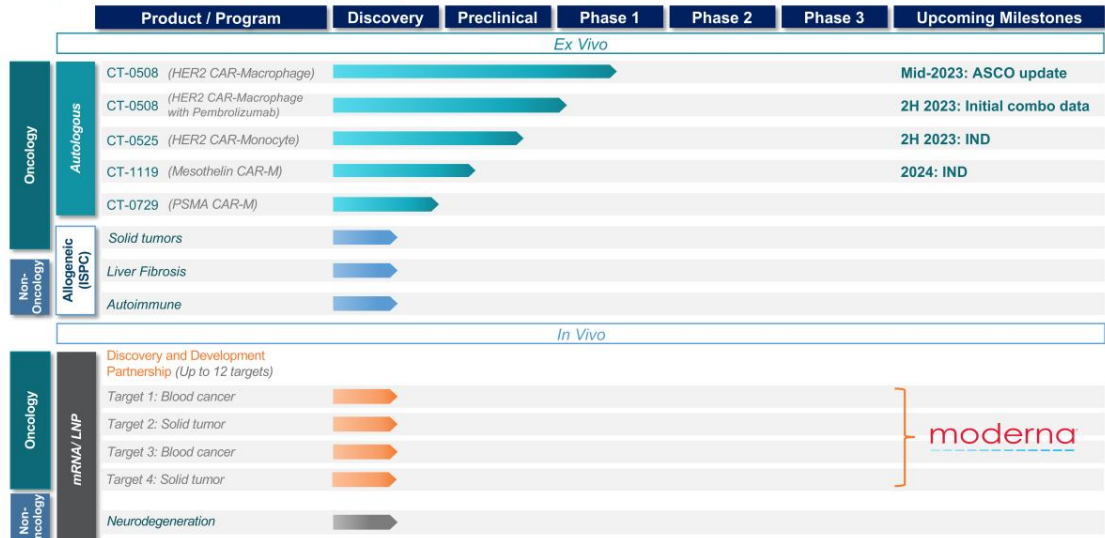 Product / Program Discovery Preclinical Phase 1 Phase 2 Phase 3 Upcoming Milestones
Ex Vivo
Oncology
Autologous
CT-0508 (HER2 CAR-Macrophage) Mid-2023: ASCO update
CT-0508 (HER2 CAR-Macrophage
with Pembrolizumab) 2H 2023: Initial combo data
CT-0525 (HER2 CAR-Monocyte) 2H 2023: IND
CT-1119 (Mesothelin CAR-M) 2024: IND
CT-0729 (PSMA CAR-M)
Non-
Oncology
Allogeneic
(iSPC)
Solid tumors
Liver Fibrosis
Autoimmune
In Vivo
Oncology
mRNA/ LNP
Discovery and Development
Partnership (Up to 12 targets)
Target 1: Blood cancer
Target 2: Solid tumor
Target 3: Blood cancer
Target 4: Solid tumor
moderna
Non-
Oncology
Neurodegeneration